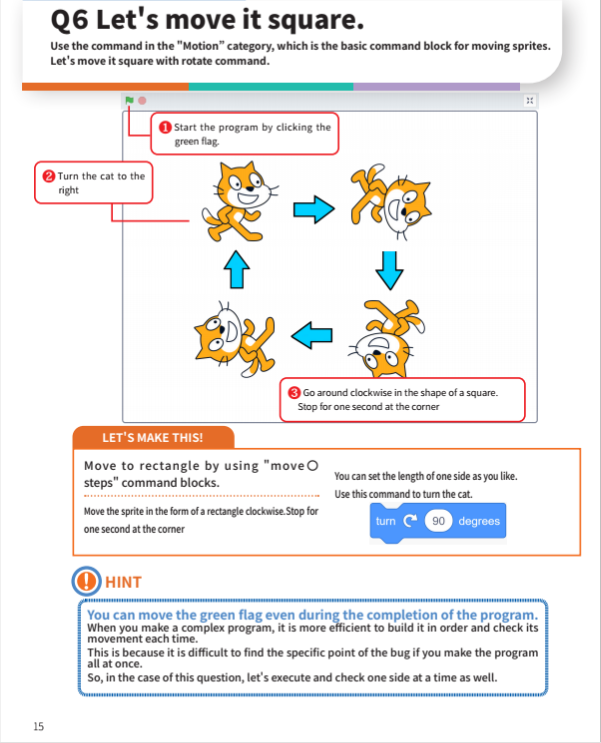 Q6 Let's move it square.
Use the command in the "Motion" category, which is the basic command block for moving sprites.
Let's move it square with rotate command.
1 Start the program by clicking the
green flag.
2 Turn the cat to the
right
3 Go around clockwise in the shape of a square.
Stop for one second at the corner
LET'S MAKE THIS!
Move to rectangle by using "move○
steps" command blocks.
Move the sprite in the form of a rectangle clockwise.Stop for
one second at the corner
You can set the length of one side as you like.
Use this command to turn the cat.
turn 90 degrees
HINT
You can move the green flag even during the completion of the program.
When you make a complex program, it is more efficient to build it in order and check its
movement each time.
This is because it is difficult to find the specific point of the bug if you make the program
all at once.
So, in the case of this question, let's execute and check one side at a time as well.
15